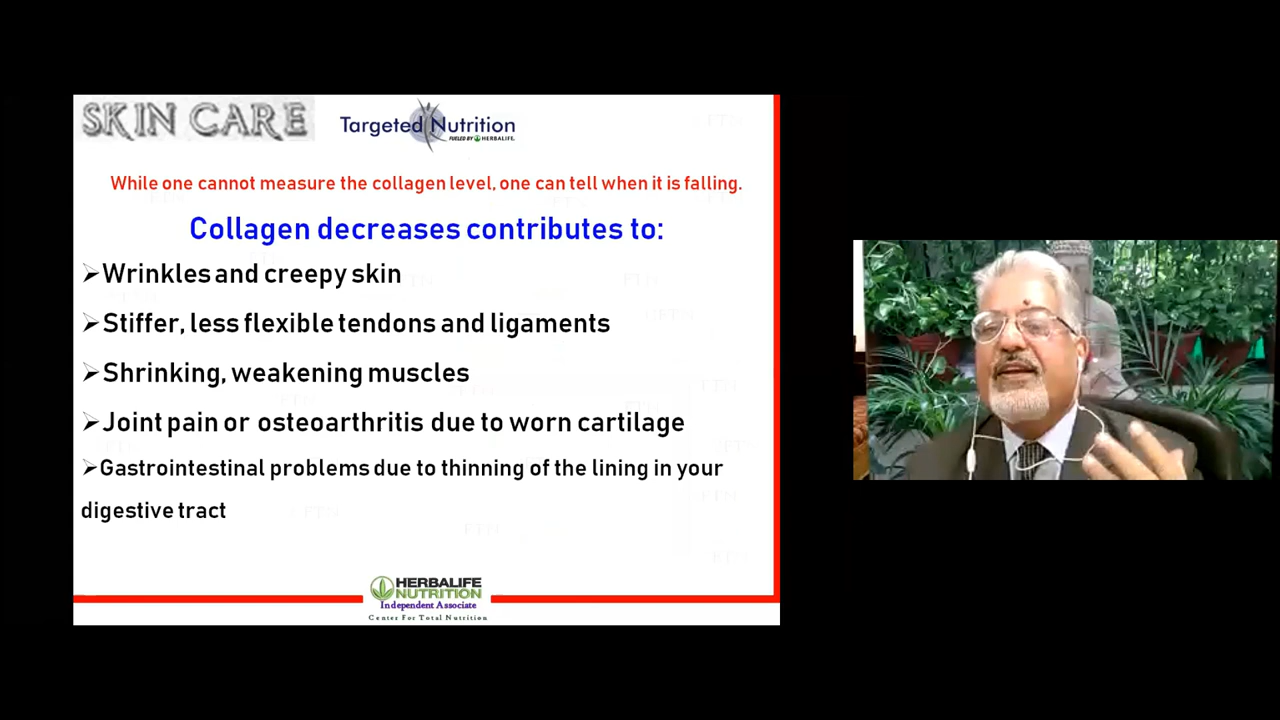 SKIN CARE
Targeted Nutrition
FUELED BY HERBALIFE.
While one cannot measure the collagen level, one can tell when it is falling.
Collagen decreases contributes to:
➢Wrinkles and creepy skin
➢Stiffer, less flexible tendons and ligaments
➢Shrinking, weakening muscles
➢Joint pain or osteoarthritis due to worn cartilage
➢Gastrointestinal problems due to thinning of the lining in your
digestive tract
HERBALIFE
NUTRITION
Independent Associate
Center For Total Nutrition